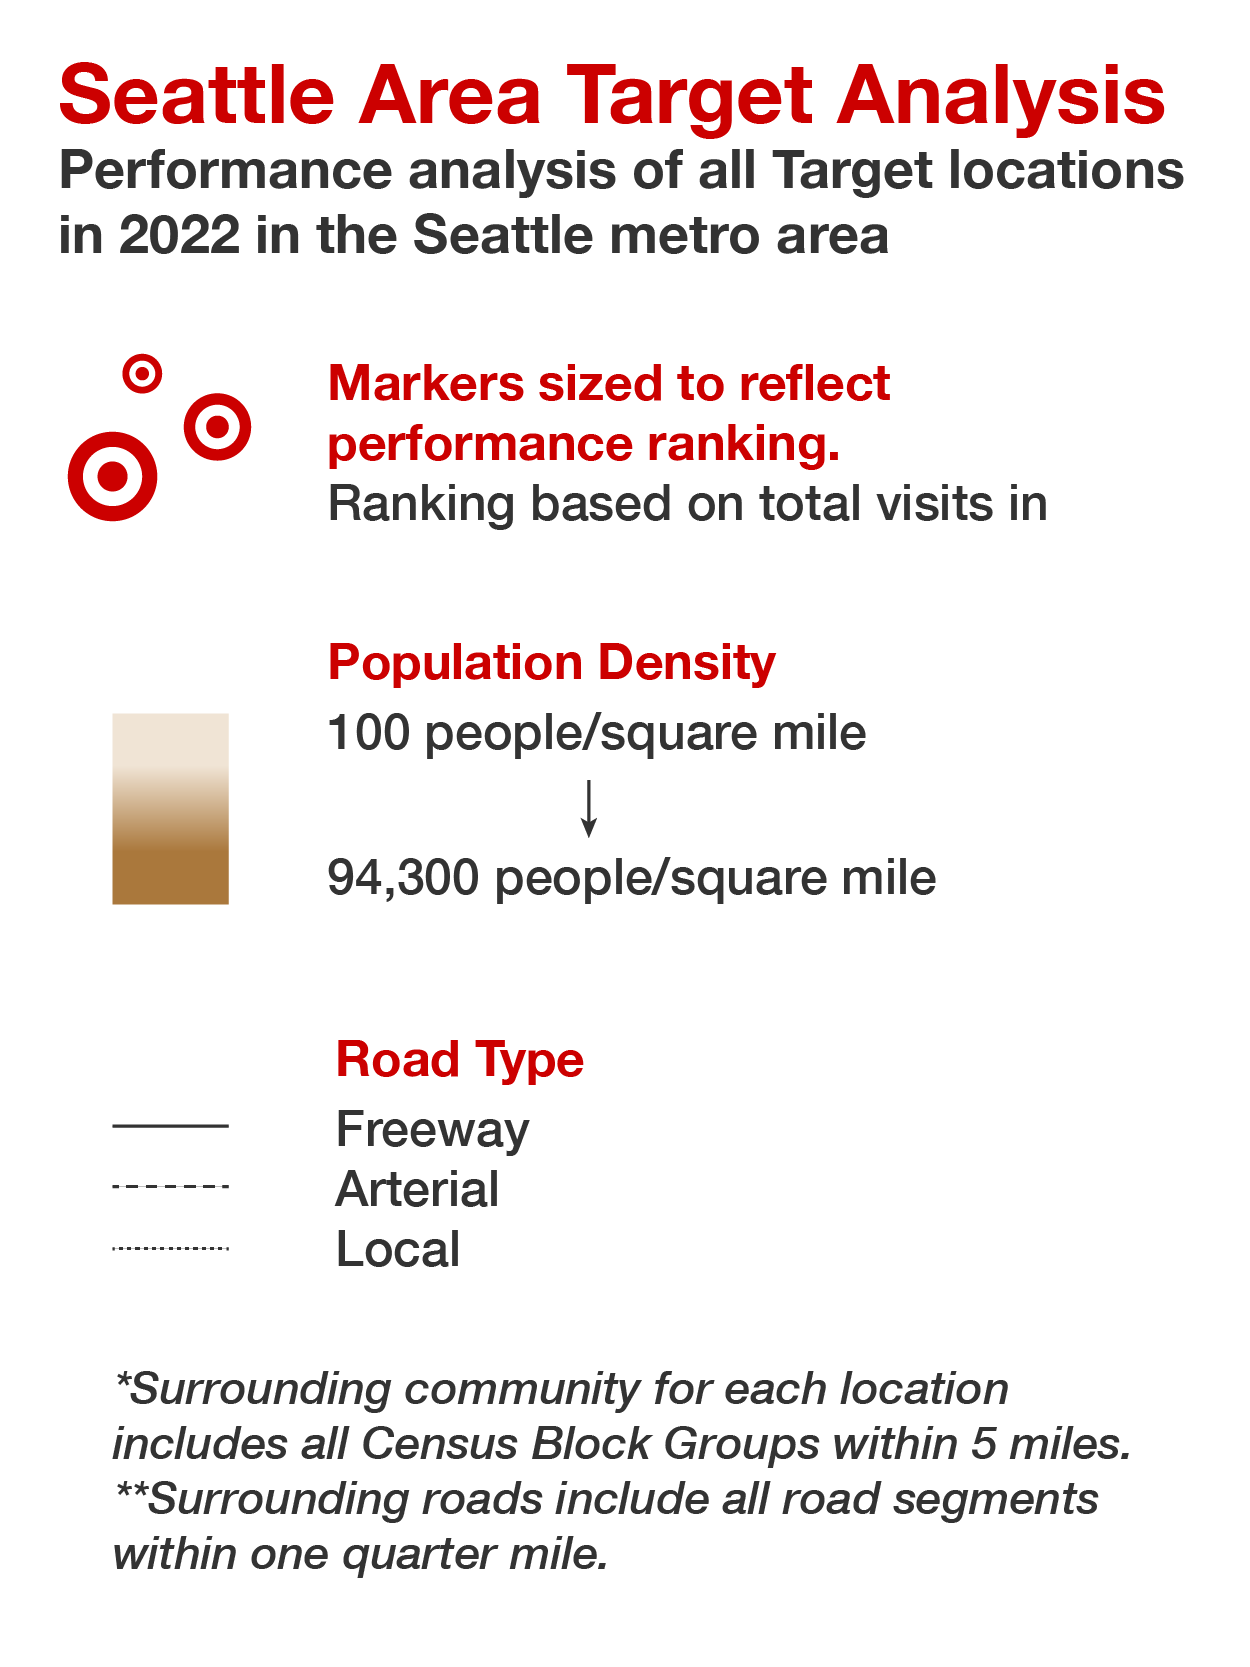 Seattle Area Target Analysis
Performance analysis of all Target locations
in 2022 in the Seattle metro area
Markers sized to reflect
performance ranking.
Ranking based on total visits in
Population Density
100 people/square mile
94,300 people/square mile
Road Type
Freeway
Arterial
Local
*Surrounding community for each location
includes all Census Block Groups within 5 miles.
**Surrounding roads include all road segments
within one quarter mile.